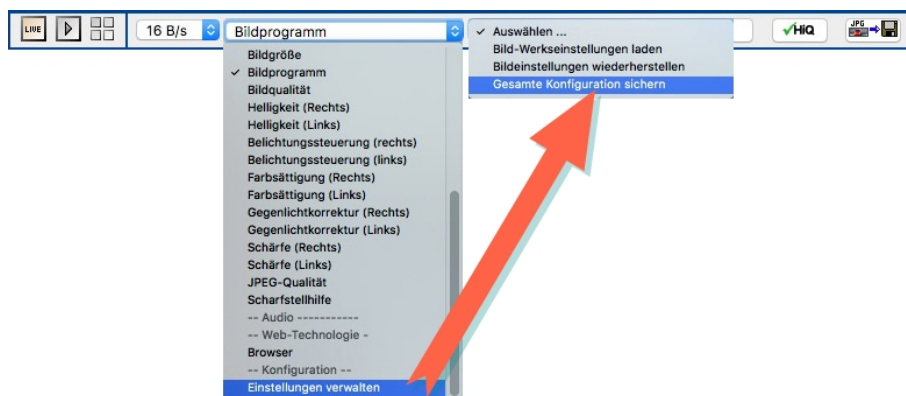 LIVE
16 B/s
Bildprogramm
Bildgröße
Bildprogramm
Bildqualität
Helligkeit (Rechts)
Helligkeit (Links)
Belichtungssteuerung (rechts)
Belichtungssteuerung (links)
Farbsättigung (Rechts)
Farbsättigung (Links)
Gegenlichtkorrektur (Rechts)
Gegenlichtkorrektur (Links)
Schärfe (Rechts)
Schärfe (Links)
JPEG-Qualität
Scharfstellhilfe
-- Audio -----------
-- Web-Technologie -
Browser
-- Konfiguration --
Einstellungen verwalten
Auswählen ...
Bild-Werkseinstellungen laden
Bildeinstellungen wiederherstellen
Gesamte Konfiguration sichern
HiQ
JPG